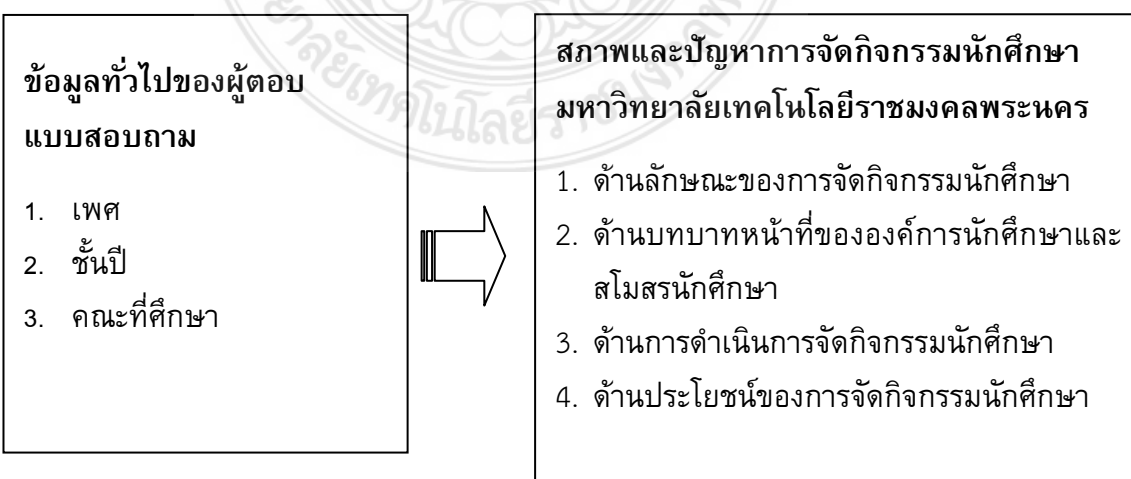 ข้อมูลทั่วไปของผู้ตอบ
แบบสอบถาม
1. เพศ
2. ชั้นปี
3. คณะที่ศึกษา
สภาพและปัญหาการจัดกิจกรรมนักศึกษา
มหาวิทยาลัยเทคโนโลยีราชมงคลพระนคร
1. ด้านลักษณะของการจัดกิจกรรมนักศึกษา
2. ด้านบทบาทหน้าที่ขององค์การนักศึกษาและ
สโมสรนักศึกษา
3. ด้านการดำเนินการจัดกิจกรรมนักศึกษา
4. ด้านประโยชน์ของการจัดกิจกรรมนักศึกษา